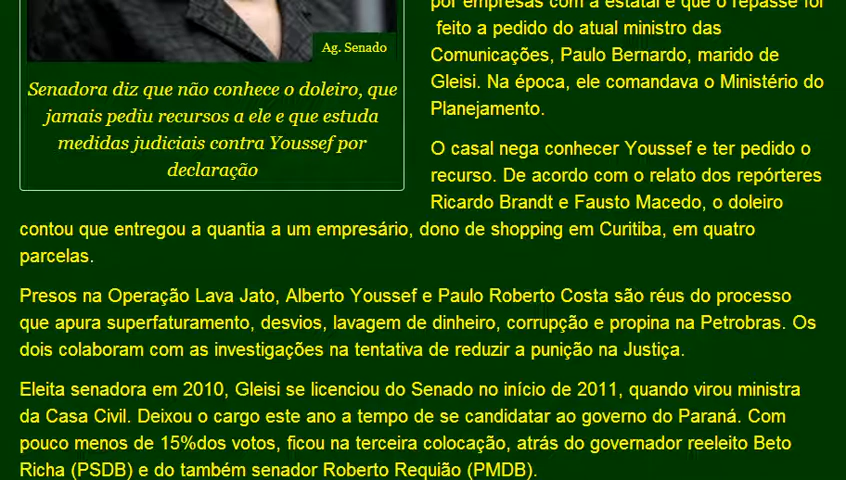 por empresas com a estatal e que o repasse foi
feito a pedido do atual ministro das
Comunicações, Paulo Bernardo, marido de
Gleisi. Na época, ele comandava o Ministério do
Planejamento.
Ag. Senado
Senadora diz que não conhece o doleiro, que
jamais pediu recursos a ele e que estuda
medidas judiciais contra Youssef por
declaração
O casal nega conhecer Youssef e ter pedido o
recurso. De acordo com o relato dos repórteres
Ricardo Brandt e Fausto Macedo, o doleiro
contou que entregou a quantia a um empresário, dono de shopping em Curitiba, em quatro
parcelas.
Presos na Operação Lava Jato, Alberto Youssef e Paulo Roberto Costa são réus do processo
que apura superfaturamento, desvios, lavagem de dinheiro, corrupção e propina na Petrobras. Os
dois colaboram com as investigações na tentativa de reduzir a punição na Justiça.
Eleita senadora em 2010, Gleisi se licenciou do Senado no início de 2011, quando virou ministra
da Casa Civil. Deixou o cargo este ano a tempo de se candidatar ao governo do Paraná. Com
pouco menos de 15%dos votos, ficou na terceira colocação, atrás do governador reeleito Beto
Richa (PSDB) e do também senador Roberto Requião (PMDB).